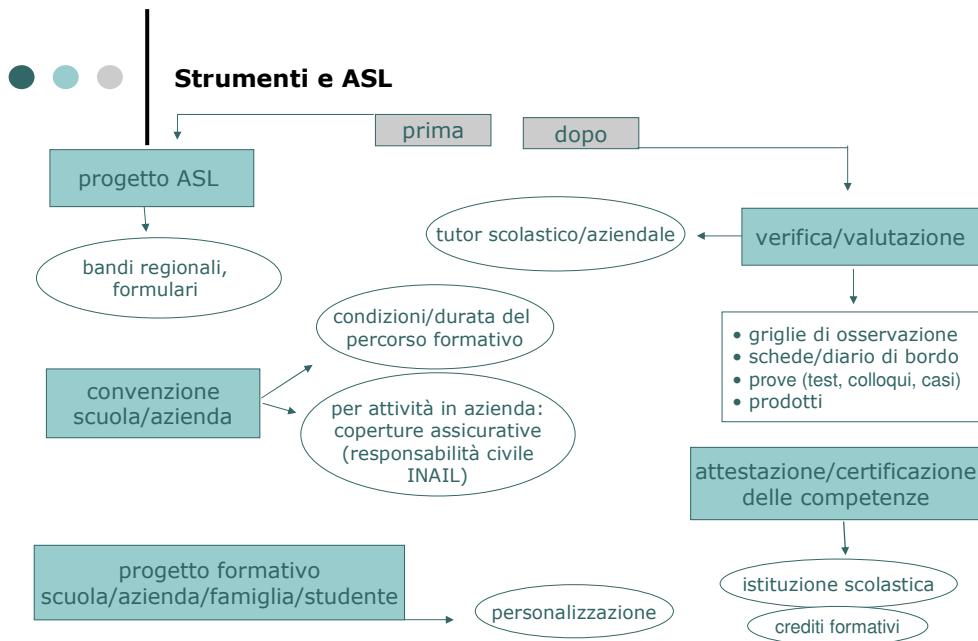 Strumenti e ASL
prima
dopo
progetto ASL
bandi regionali,
formulari
convenzione
scuola/azienda
condizioni/durata del
percorso formativo
per attività in azienda:
coperture assicurative
(responsabilità civile
INAIL)
progetto formativo
scuola/azienda/famiglia/studente
personalizzazione
tutor scolastico/aziendale
verifica/valutazione
• griglie di osservazione
• schede/diario di bordo
• prove (test, colloqui, casi)
• prodotti
attestazione/certificazione
delle competenze
istituzione scolastica
crediti formativi